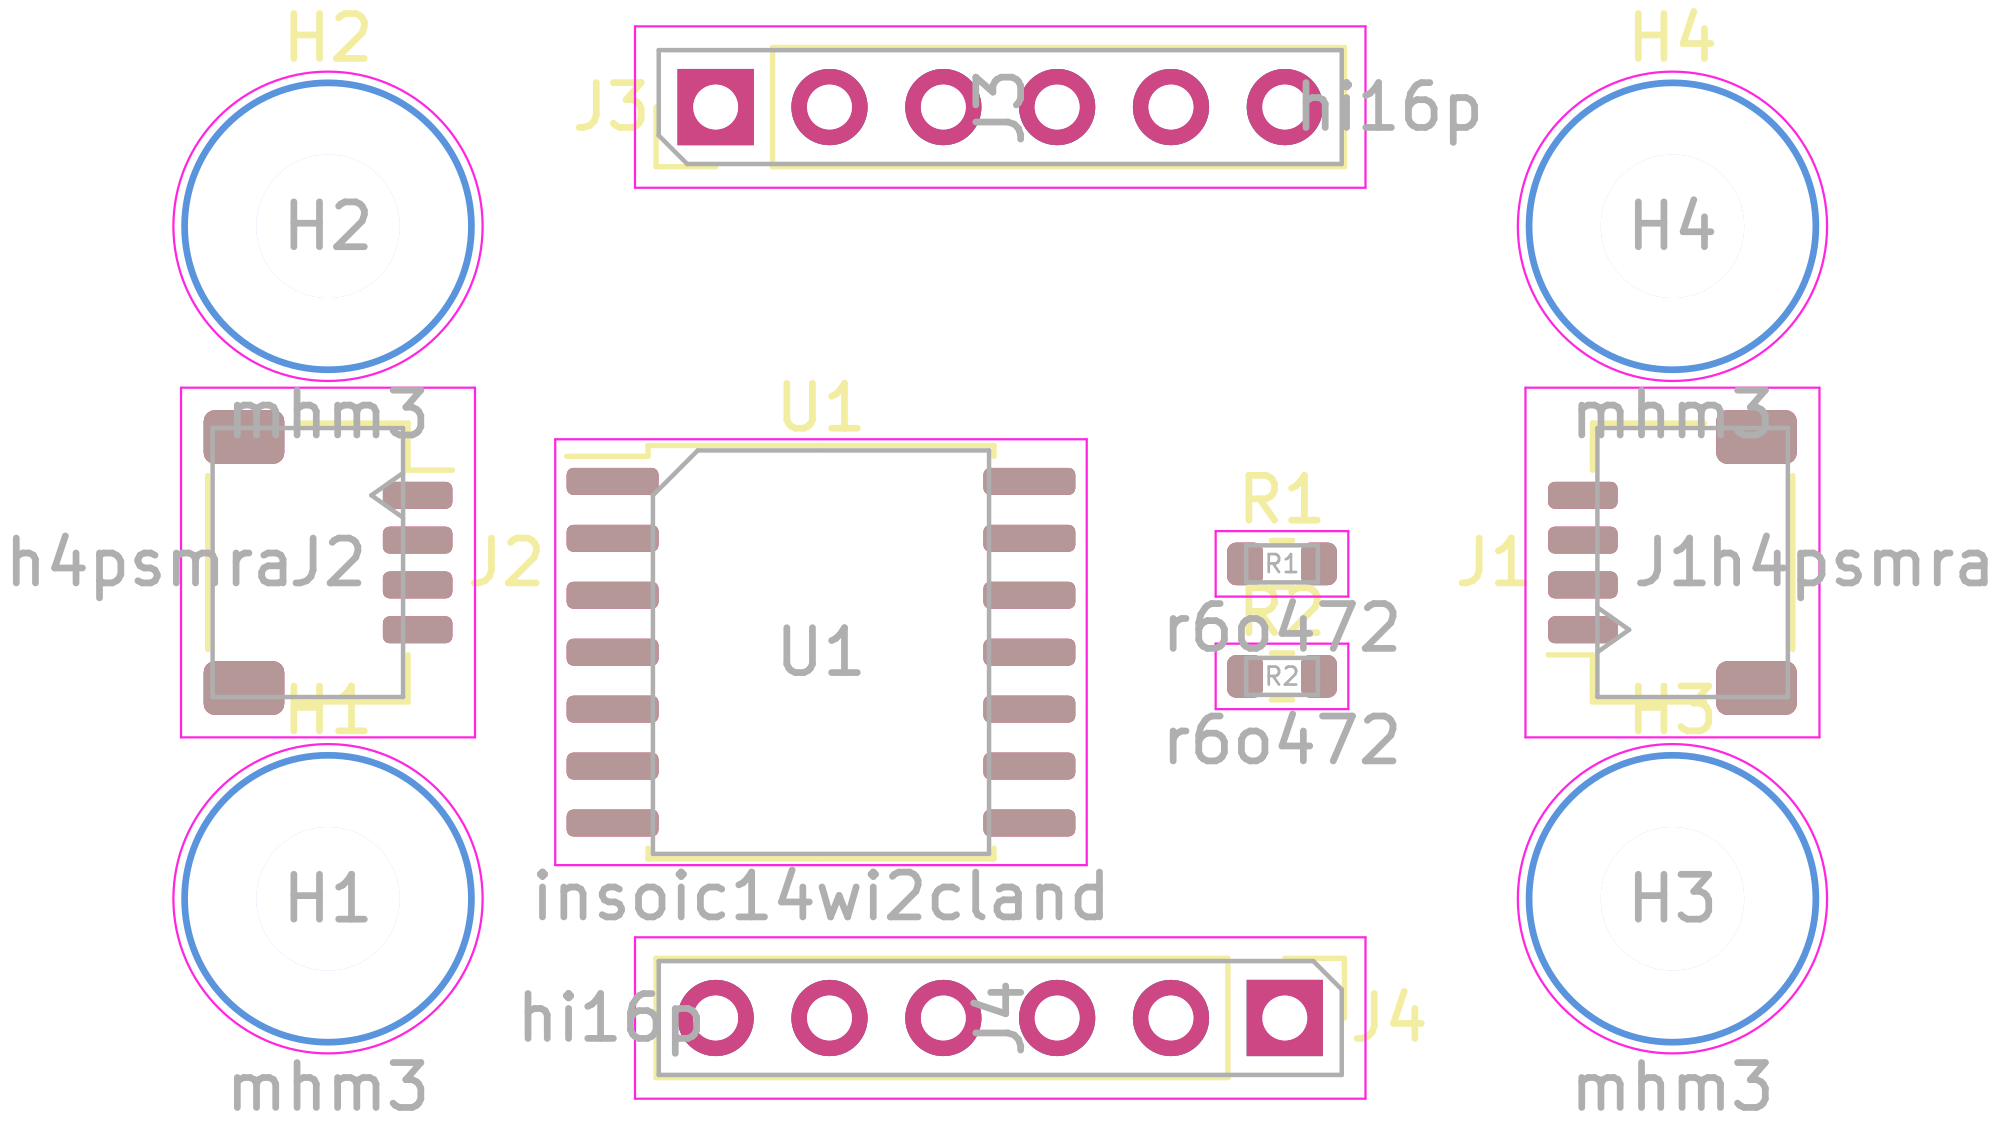 H2
H4
J3
J3
hi16p
H2
H4
mhm3
mhm3
U1
R1
h4psmraJ2
J2
R1
J1
J1h4psmra
R2
r6o472
U1
R2
H1
H3
r6o472
H1
insoic14wi2cland
H3
hi16p
J4
J4
mhm3
mhm3